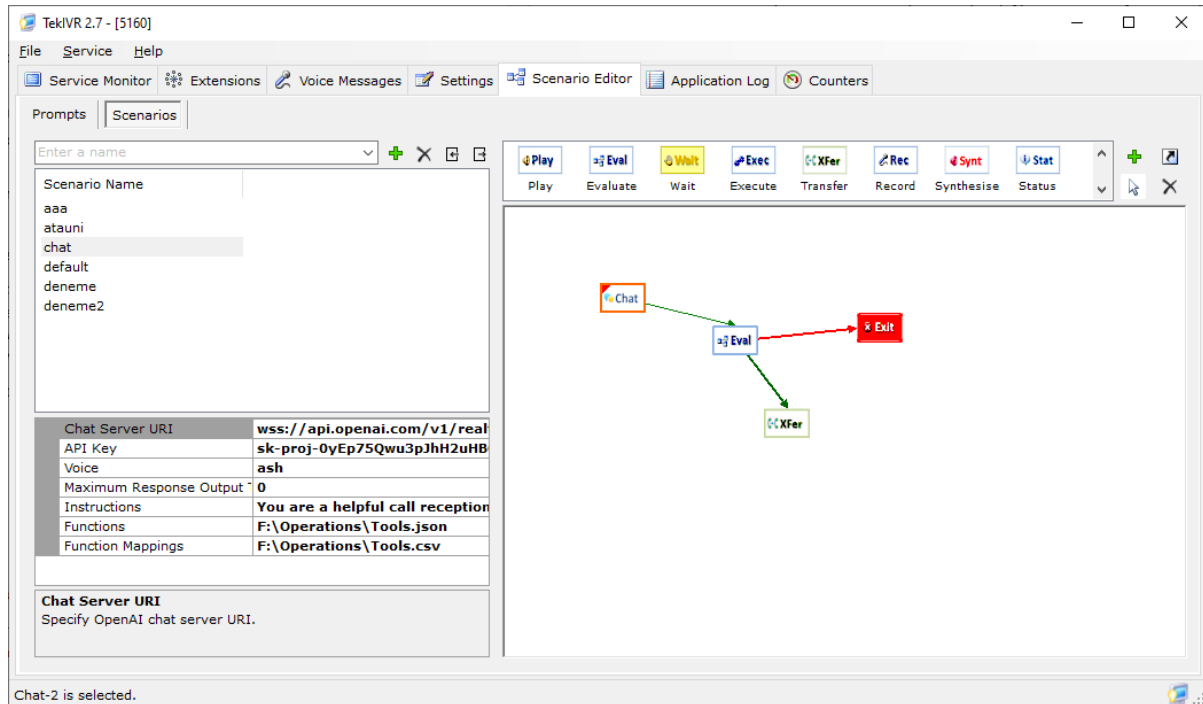 TekIVR 2.7 - [5160]
File Service Help
Service Monitor Extensions Voice Messages Settings Scenario Editor Application Log Counters
Prompts Scenarios
Enter a name
Play Eval Wait Exec XFer Rec Synt Stat
Play Evaluate Wait Execute Transfer Record Synthesise Status
Scenario Name
aaa
atauni
chat
default
deneme
deneme2
Chat
Eval
Exit
XFer
Chat Server URI wss://api.openai.com/v1/real
API Key sk-proj-0yEp75Qwu3pJhH2uHB
Voice ash
Maximum Response Output 0
Instructions You are a helpful call reception
Functions F:\Operations\Tools.json
Function Mappings F:\Operations\Tools.csv
Chat Server URI
Specify OpenAI chat server URI.
Chat-2 is selected.